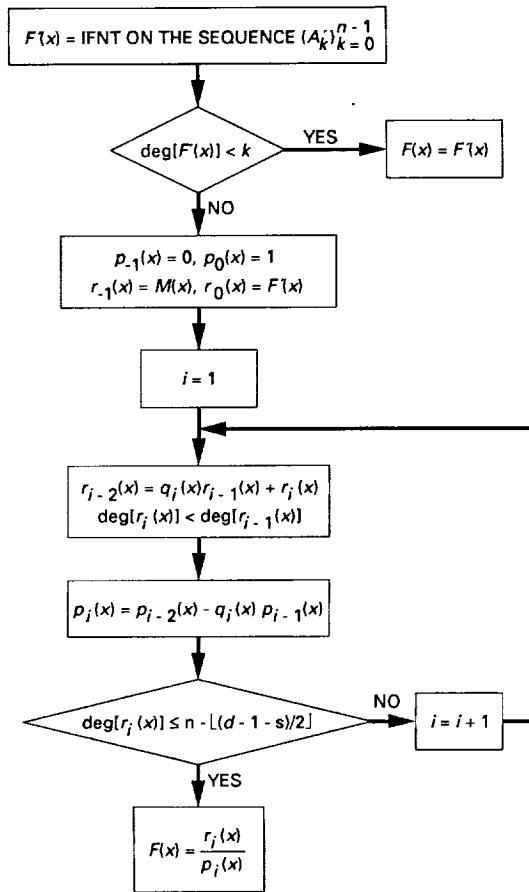 F′(x) = IFNT ON THE SEQUENCE (A′_k)_{k=0}^{n-1}
deg[F′(x)] < k
YES
F(x) = F′(x)
NO
p_{-1}(x) = 0, p_0(x) = 1
r_{-1}(x) = M(x), r_0(x) = F′(x)
i = 1
r_{i-2}(x) = q_i(x)r_{i-1}(x) + r_i(x)
deg[r_i(x)] < deg[r_{i-1}(x)]
p_i(x) = p_{i-2}(x) - q_i(x) p_{i-1}(x)
deg[r_i(x)] ≤ n - ⌊(d - 1 - s)/2⌋
NO
i = i + 1
YES
F(x) = r_i(x)/p_i(x)